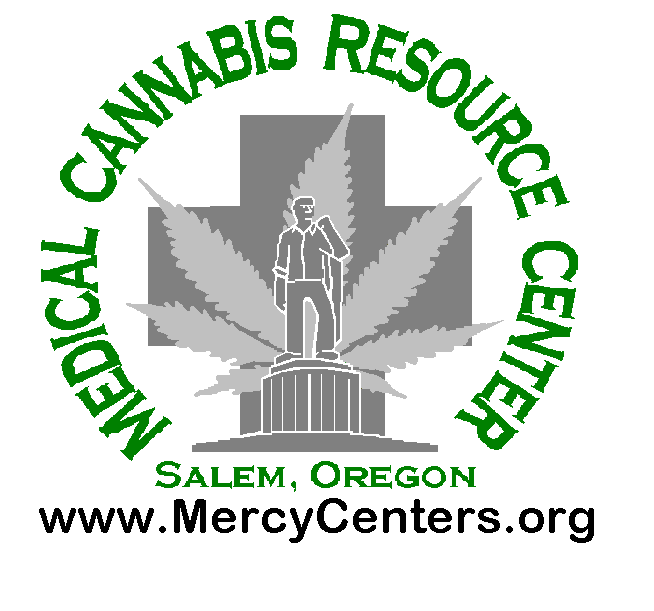 MEDICAL CANNABIS RESOURCE CENTER
SALEM, OREGON
www.MercyCenters.org